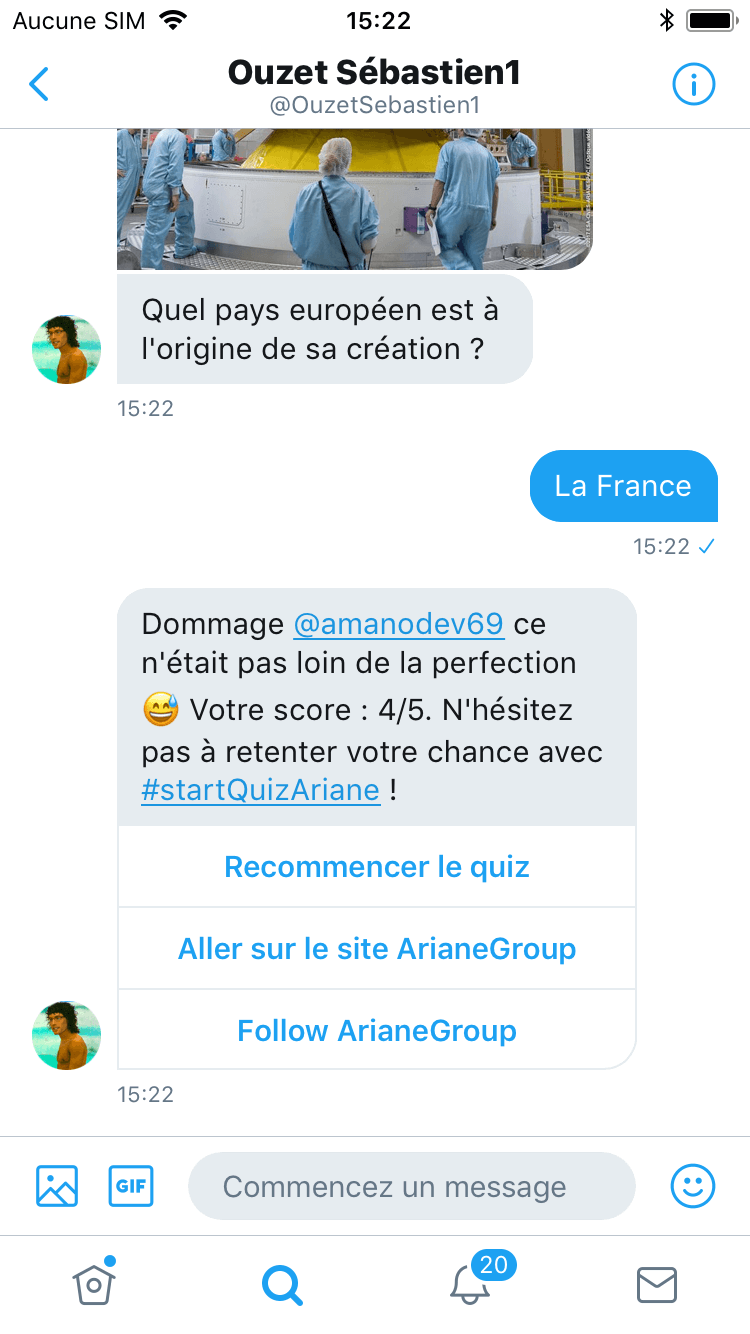 Aucune SIM 15:22
Ouzet Sébastien1
@OuzetSebastien1
Quel pays européen est à
l'origine de sa création ?
15:22
La France
15:22
Dommage @amanodev69 ce
n'était pas loin de la perfection
😅 Votre score : 4/5. N'hésitez
pas à retenter votre chance avec
#startQuizAriane !
Recommencer le quiz
Aller sur le site ArianeGroup
Follow ArianeGroup
15:22
GIF
Commencez un message
20